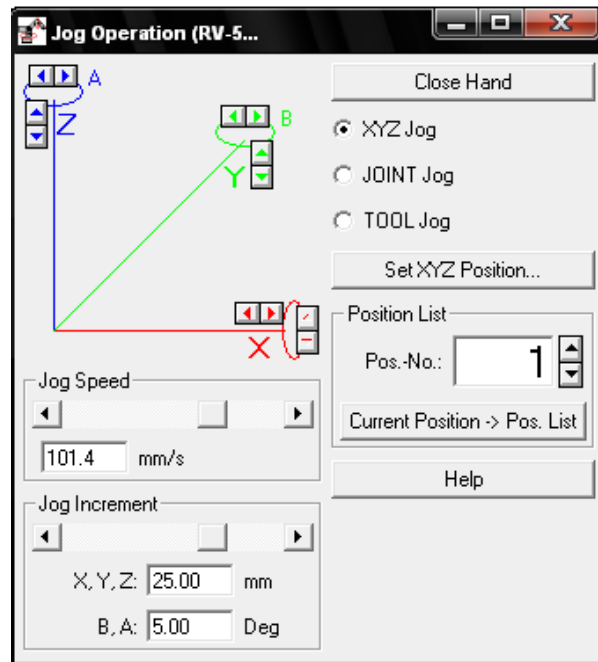 Jog Operation (RV-5...
A
Z
B
Y
X
Close Hand
XYZ Jog
JOINT Jog
TOOL Jog
Set XYZ Position...
Position List
Pos.-No.: 1
Current Position -> Pos. List
Help
Jog Speed
101.4 mm/s
Jog Increment
X, Y, Z: 25.00 mm
B, A: 5.00 Deg